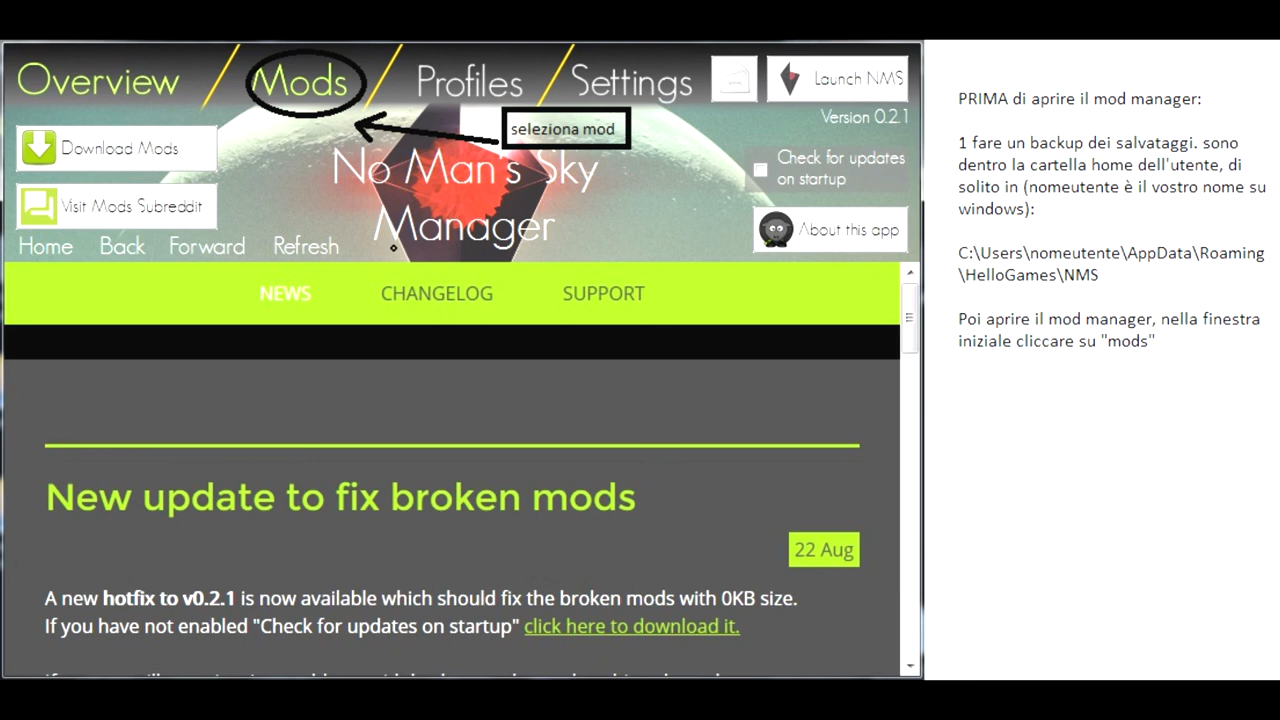 Overview
Mods
Profiles
Settings
Launch NMS
Version 0.2.1
seleziona mod
Download Mods
Check for updates
on startup
No Man's Sky
Manager
Visit Mods Subreddit
About this app
Home Back Forward Refresh
NEWS CHANGELOG SUPPORT
New update to fix broken mods
22 Aug
A new hotfix to v0.2.1 is now available which should fix the broken mods with 0KB size.
If you have not enabled "Check for updates on startup" click here to download it.
PRIMA di aprire il mod manager:
1 fare un backup dei salvataggi. sono
dentro la cartella home dell'utente, di
solito in (nomeutente è il vostro nome su
windows):
C:\Users\nomeutente\AppData\Roaming
\HelloGames\NMS
Poi aprire il mod manager, nella finestra
iniziale cliccare su "mods"